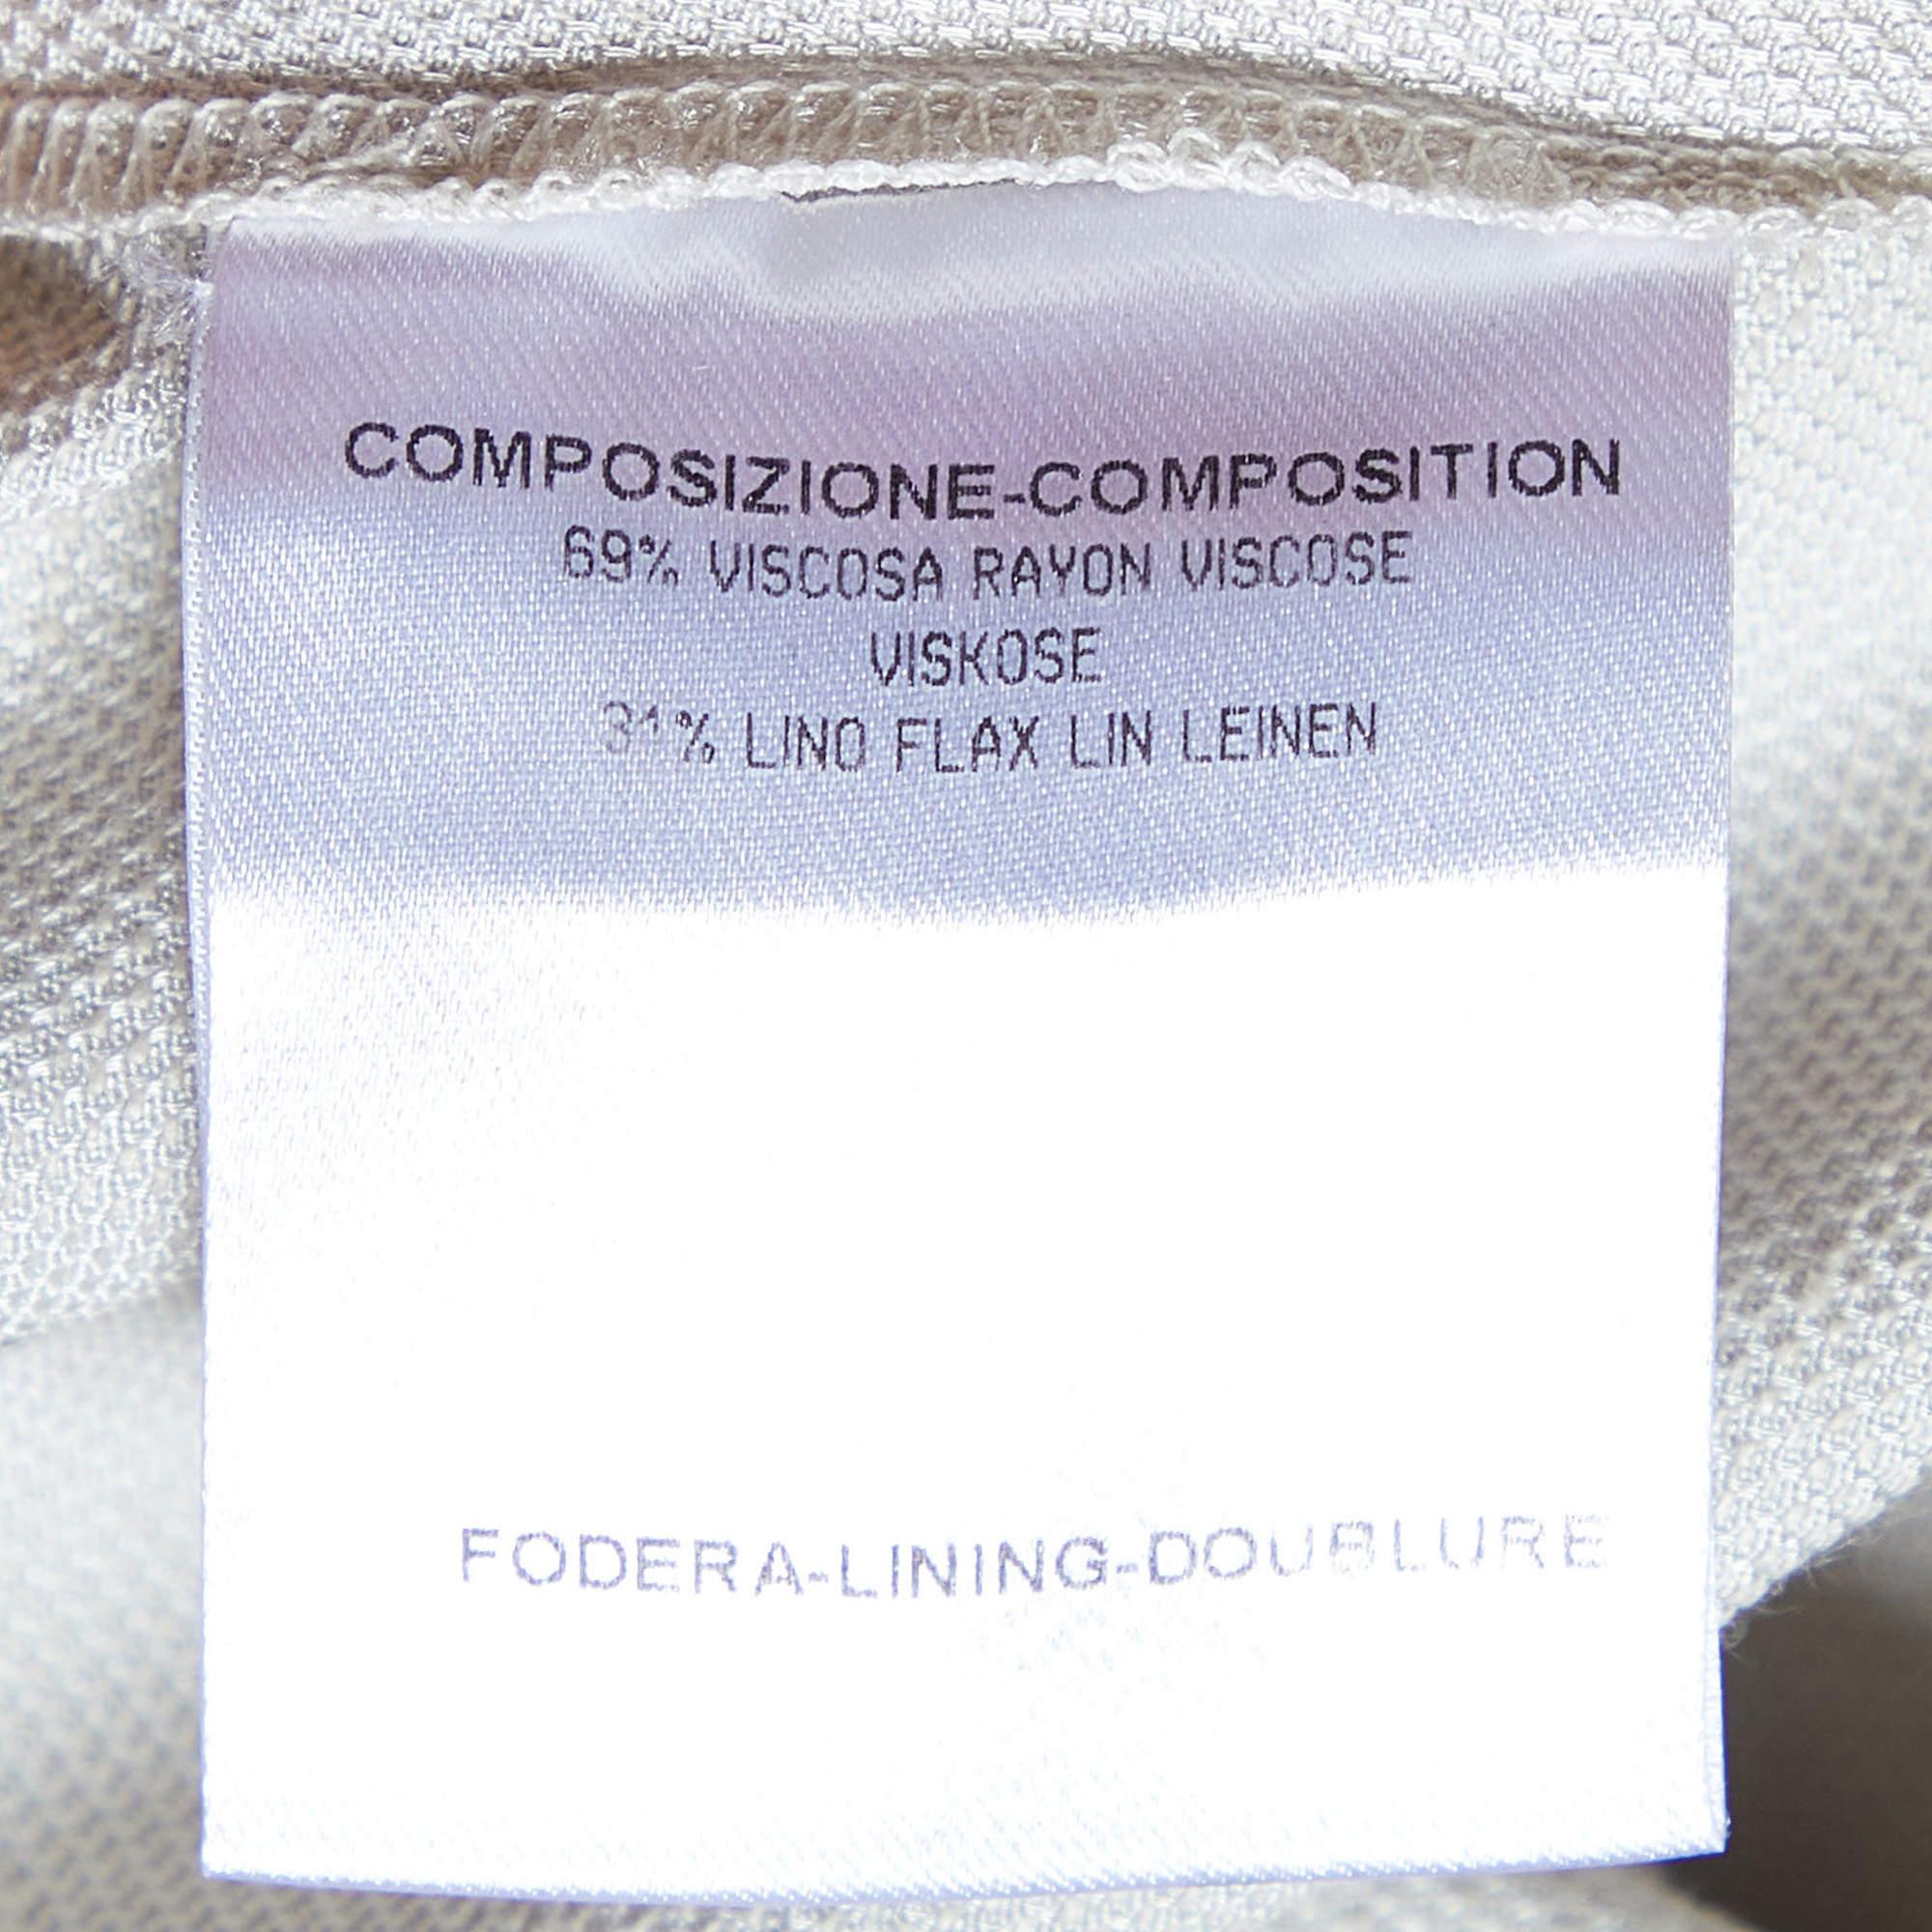 COMPOSIZIONE-COMPOSITION
69% VISCOSA RAYON VISCOSE
VISKOSE
31% LINO FLAX LIN LEINEN
FODERA-LINING-DOUBLURE